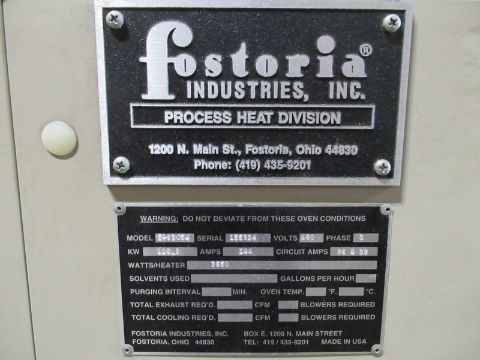 fostoria®
INDUSTRIES, INC.
PROCESS HEAT DIVISION
1200 N. Main St., Fostoria, Ohio 44830
Phone: (419) 435-9201
WARNING: DO NOT DEVIATE FROM THESE OVEN CONDITIONS
MODEL SERIAL VOLTS 460 PHASE 3
KW AMPS 144 CIRCUIT AMPS
WATTS/HEATER
SOLVENTS USED GALLONS PER HOUR
PURGING INTERVAL MIN. OVEN TEMP. °F. °C.
TOTAL EXHAUST REQ'D. CFM BLOWERS REQUIRED
TOTAL COOLING REQ'D. CFM BLOWERS REQUIRED
FOSTORIA INDUSTRIES, INC. BOX E, 1200 N. MAIN STREET
FOSTORIA, OHIO 44830 TEL: 419 / 435-9201 MADE IN USA